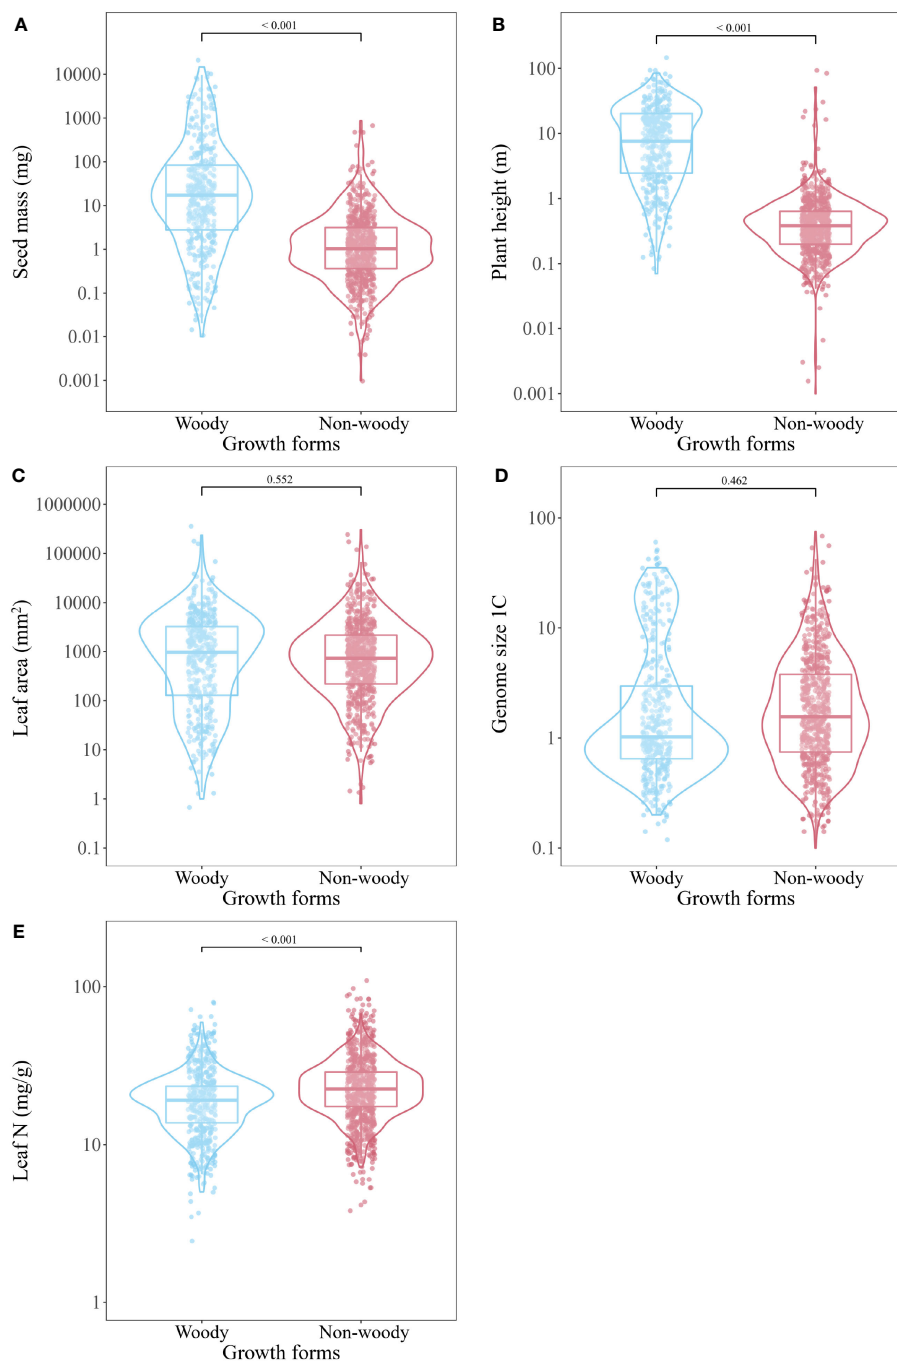 A
< 0.001
Seed mass (mg)
10000
1000
100
10
1
0.1
0.01
0.001
Woody Non-woody
Growth forms
B
< 0.001
Plant height (m)
100
10
1
0.1
0.01
0.001
Woody Non-woody
Growth forms
C
0.552
Leaf area (mm²)
1000000
100000
10000
1000
100
10
1
0.1
Woody Non-woody
Growth forms
D
0.462
Genome size 1C
100
10
1
0.1
Woody Non-woody
Growth forms
E
< 0.001
Leaf N (mg/g)
100
10
1
Woody Non-woody
Growth forms